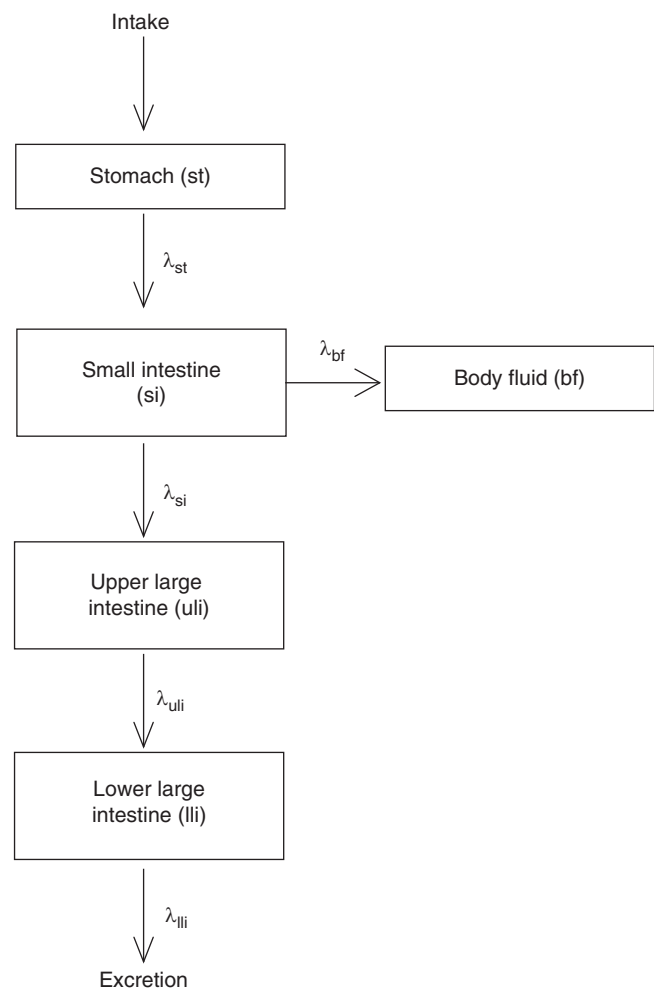 Intake
Stomach (st)
λst
Small intestine
(si)
λbf
Body fluid (bf)
λsi
Upper large
intestine (uli)
λuli
Lower large
intestine (lli)
λlli
Excretion